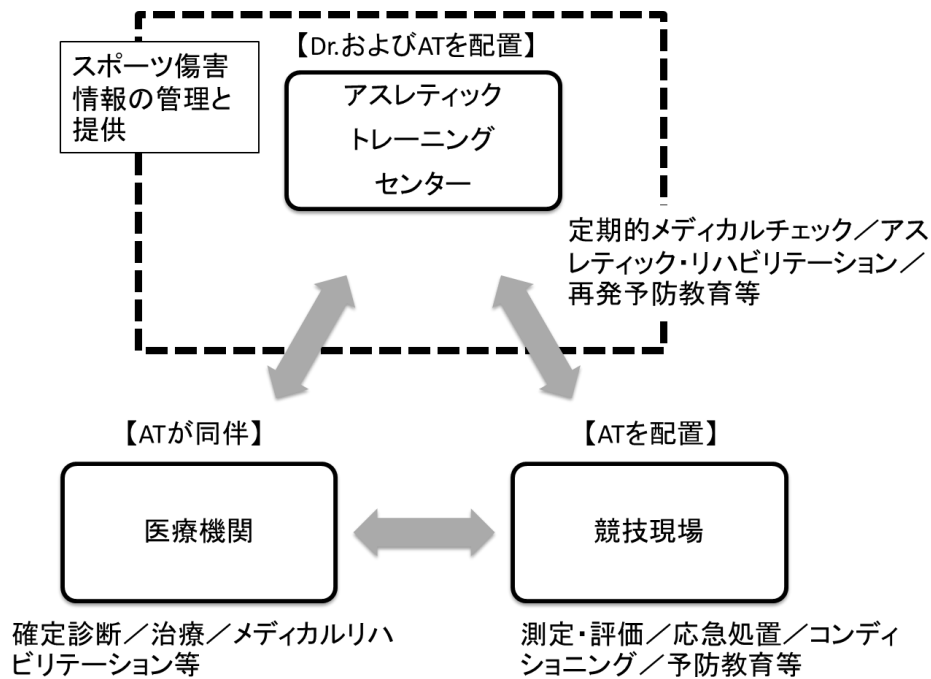 【Dr.およびATを配置】
スポーツ傷害
情報の管理と
提供
アスレティック
トレーニング
センター
定期的メディカルチェック／アス
レティック・リハビリテーション／
再発予防教育等
【ATが同伴】
【ATを配置】
医療機関
競技現場
確定診断／治療／メディカルリハ
ビリテーション等
測定・評価／応急処置／コンディ
ショニング／予防教育等